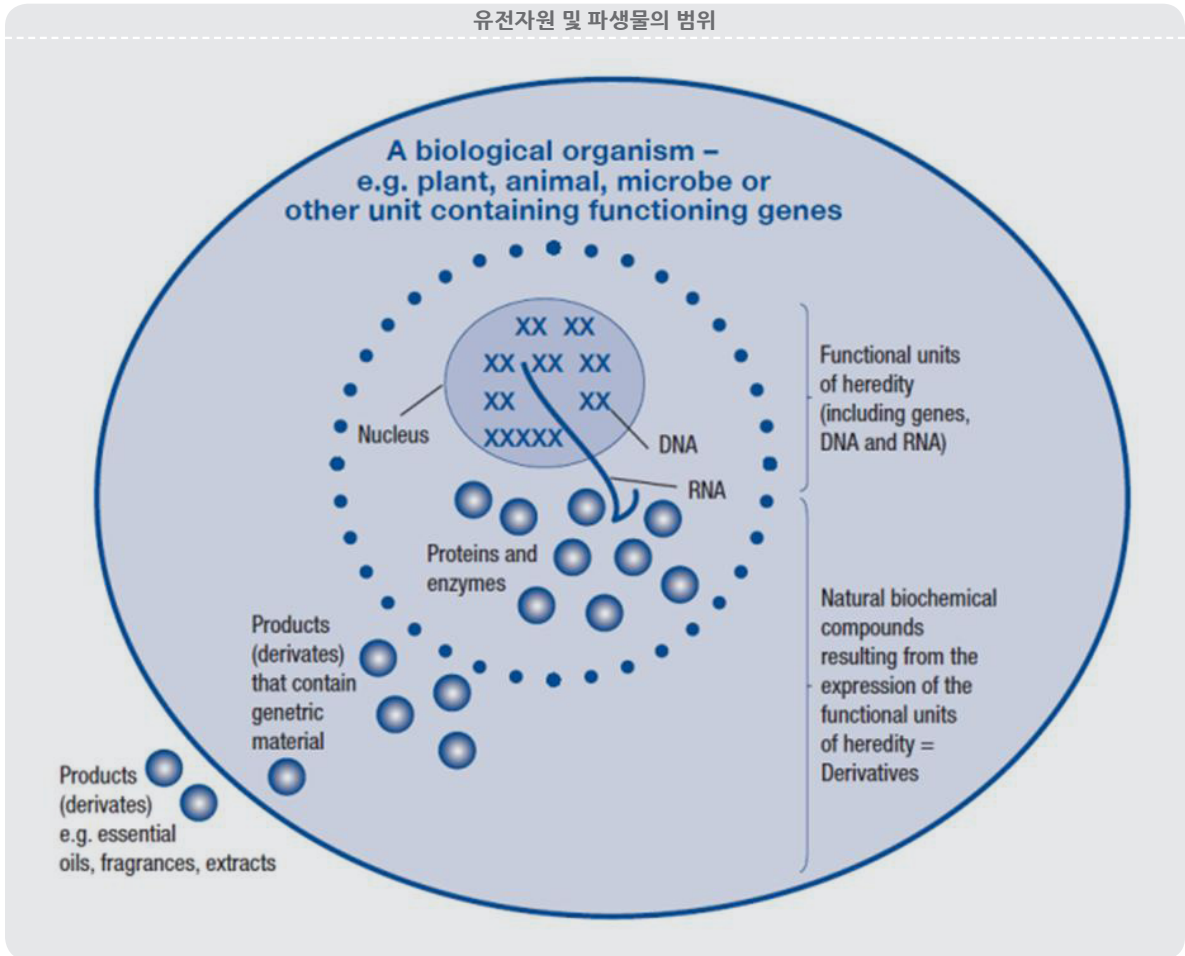 유전자원 및 파생물의 범위
A biological organism –
e.g. plant, animal, microbe or
other unit containing functioning genes
XX XX
XX XX XX
XX XX
XXXXX
Nucleus
DNA
RNA
Functional units
of heredity
(including genes,
DNA and RNA)
Proteins and
enzymes
Natural biochemical
compounds
resulting from the
expression of the
functional units
of heredity =
Derivatives
Products
(derivates)
that contain
genetric
material
Products
(derivates)
e.g. essential
oils, fragrances, extracts